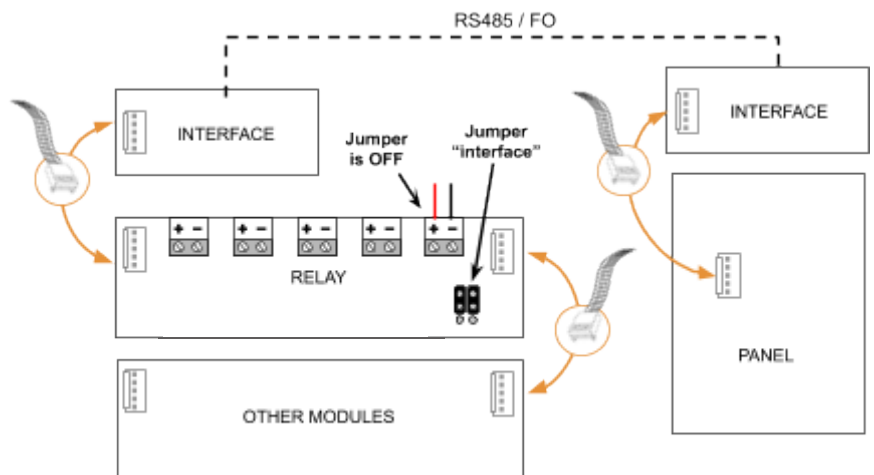 RS485 / FO
INTERFACE
INTERFACE
Jumper
is OFF
Jumper
“interface”
+ - + - + - + - + -
RELAY
PANEL
OTHER MODULES